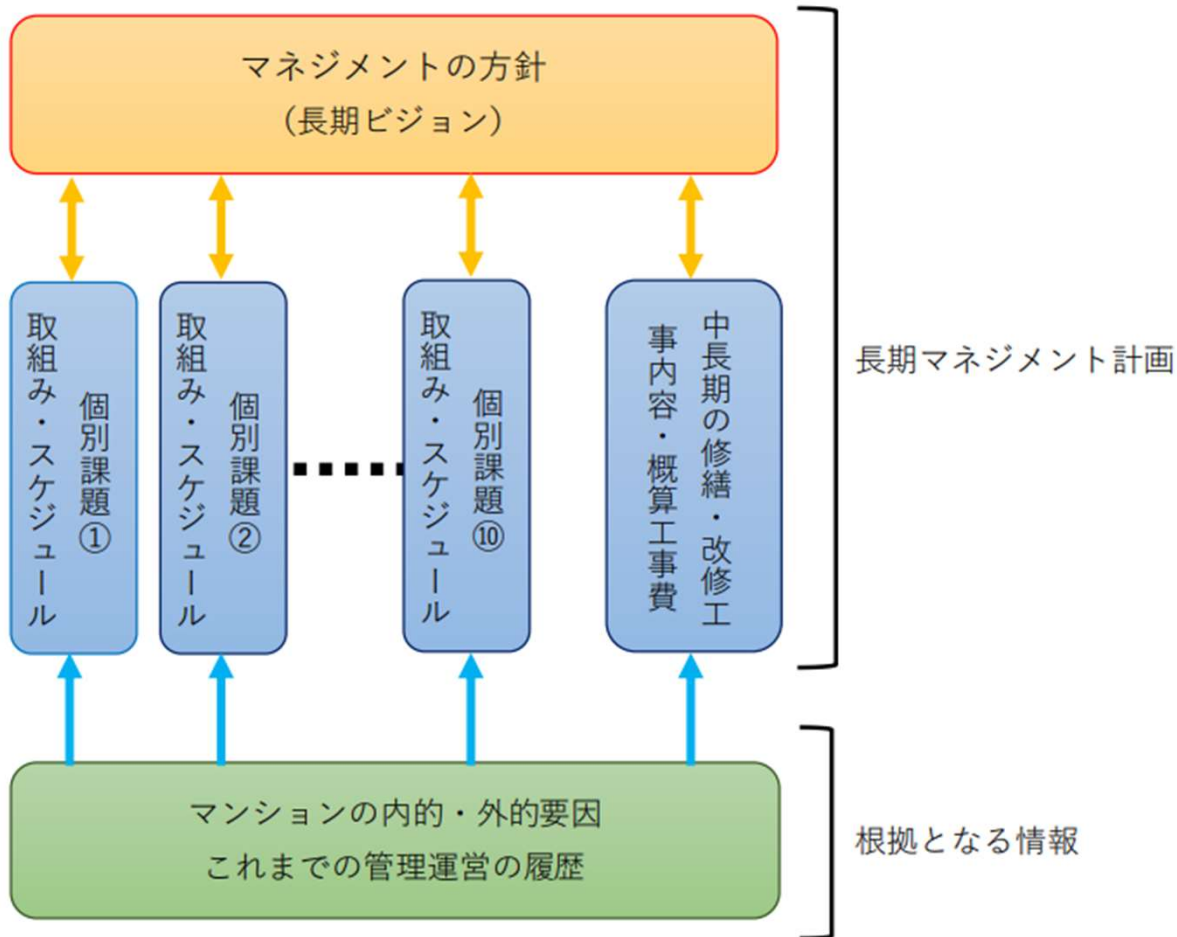 マネジメントの方針
（長期ビジョン）
個別課題①
取組み・スケジュール
個別課題②
取組み・スケジュール
個別課題⑩
取組み・スケジュール
中長期の修繕・改修工
事内容・概算工事費
長期マネジメント計画
マンションの内的・外的要因
これまでの管理運営の履歴
根拠となる情報